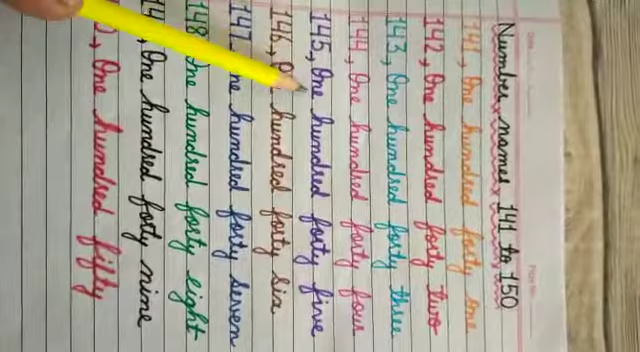 Number names 141 to 150
141, One hundred forty one
142, One hundred forty two
143, One hundred forty three
144, One hundred forty four
145, One hundred forty five
146, hundred forty six
147 hundred forty seven
148 One hundred forty eight
14 One hundred forty nine
0, One hundred fifty